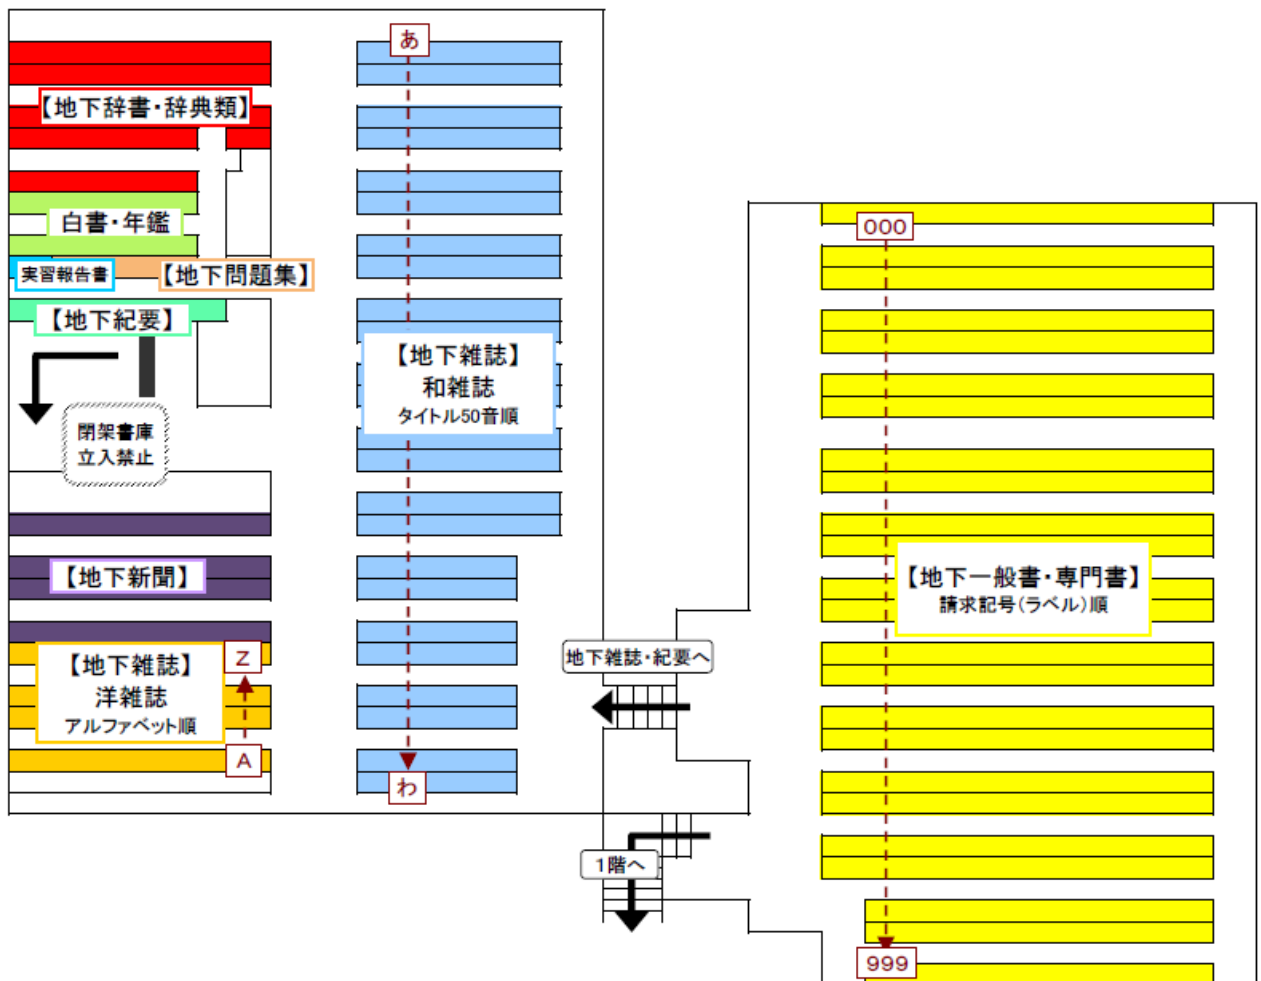 あ
【地下辞書・辞典類】
白書・年鑑
実習報告書
【地下問題集】
【地下紀要】
閉架書庫
立入禁止
【地下雑誌】
和雑誌
タイトル50音順
【地下新聞】
【地下雑誌】
洋雑誌
アルファベット順
Z
A
わ
地下雑誌・紀要へ
1階へ
000
【地下一般書・専門書】
請求記号(ラベル)順
999